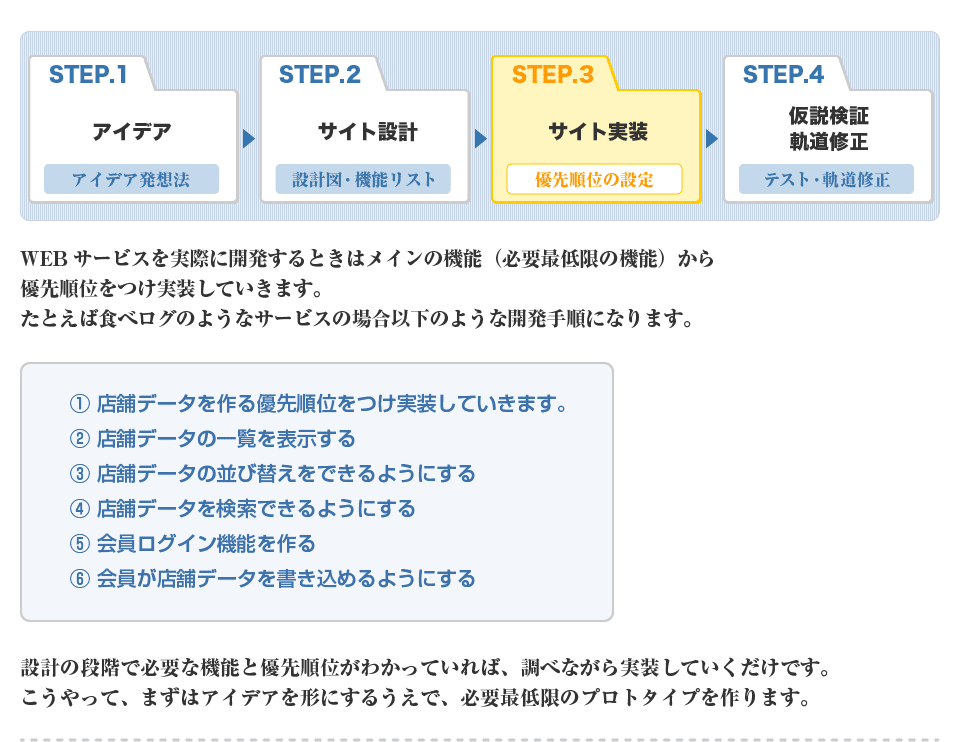 STEP.1
アイデア
アイデア発想法
STEP.2
サイト設計
設計図・機能リスト
STEP.3
サイト実装
優先順位の設定
STEP.4
仮説検証
軌道修正
テスト・軌道修正
WEBサービスを実際に開発するときはメインの機能（必要最低限の機能）から
優先順位をつけ実装していきます。
たとえば食べログのようなサービスの場合以下のような開発手順になります。
① 店舗データを作る優先順位をつけ実装していきます。
② 店舗データの一覧を表示する
③ 店舗データの並び替えをできるようにする
④ 店舗データを検索できるようにする
⑤ 会員ログイン機能を作る
⑥ 会員が店舗データを書き込めるようにする
設計の段階で必要な機能と優先順位がわかっていれば、調べながら実装していくだけです。
こうやって、まずはアイデアを形にするうえで、必要最低限のプロトタイプを作ります。